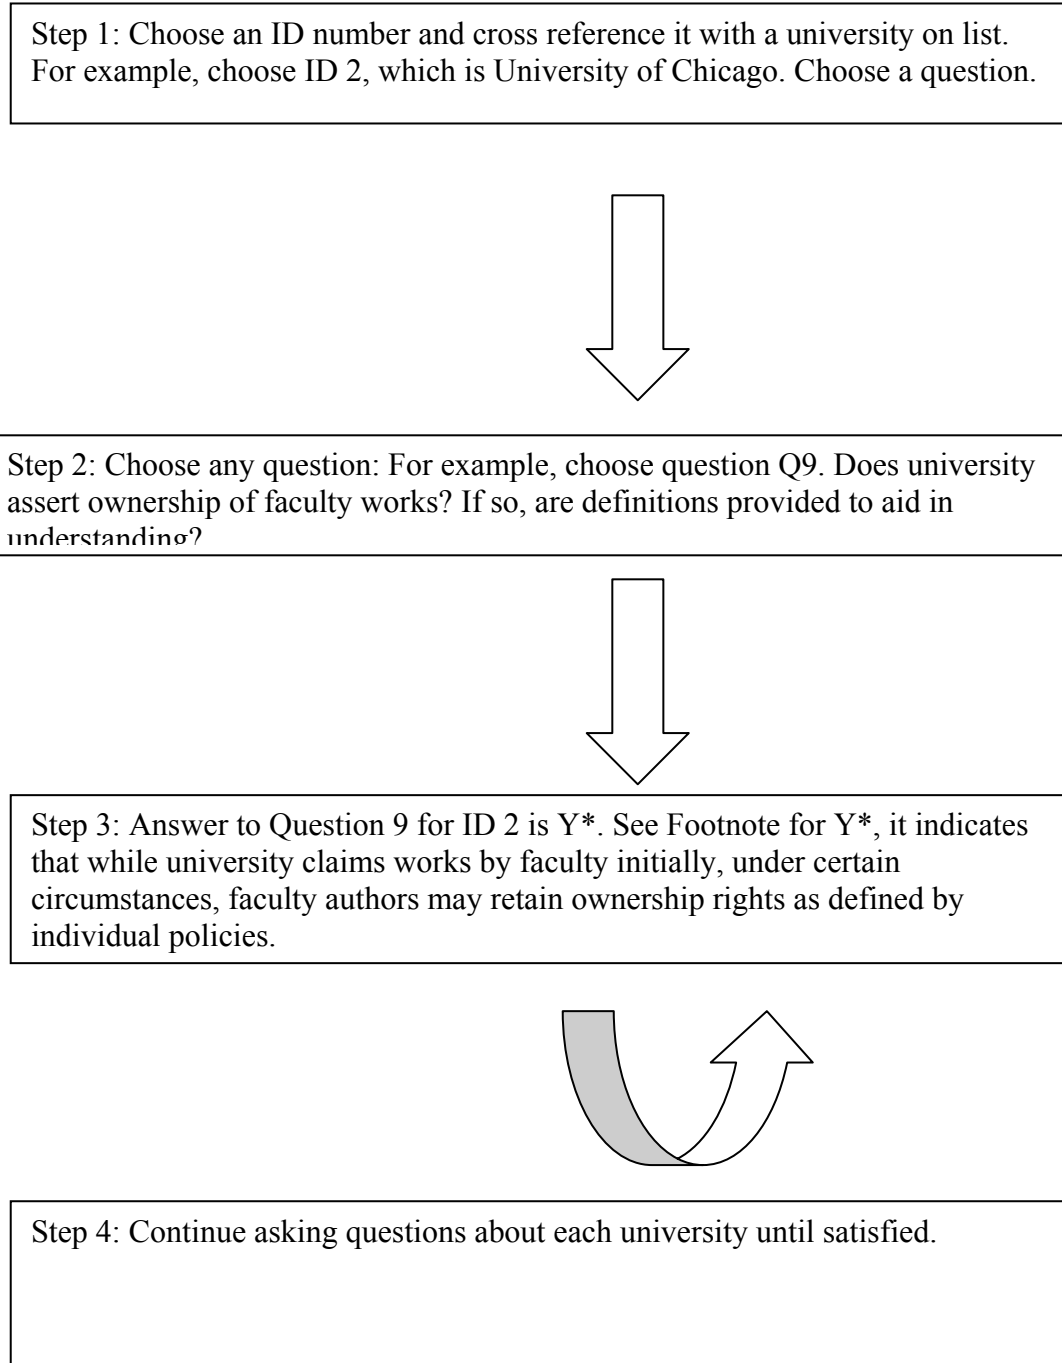 Step 1: Choose an ID number and cross reference it with a university on list.
For example, choose ID 2, which is University of Chicago. Choose a question.
Step 2: Choose any question: For example, choose question Q9. Does university
assert ownership of faculty works? If so, are definitions provided to aid in
understanding?
Step 3: Answer to Question 9 for ID 2 is Y*. See Footnote for Y*, it indicates
that while university claims works by faculty initially, under certain
circumstances, faculty authors may retain ownership rights as defined by
individual policies.
Step 4: Continue asking questions about each university until satisfied.